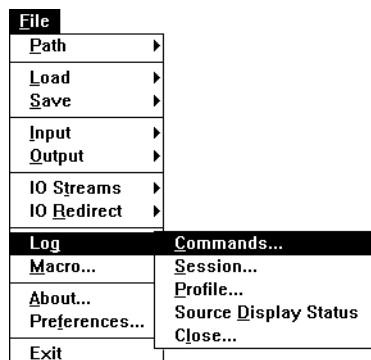 File
Path
Load
Save
Input
Output
IO Streams
IO Redirect
Log
Macro...
About...
Preferences...
Exit
Commands...
Session...
Profile...
Source Display Status
Close...